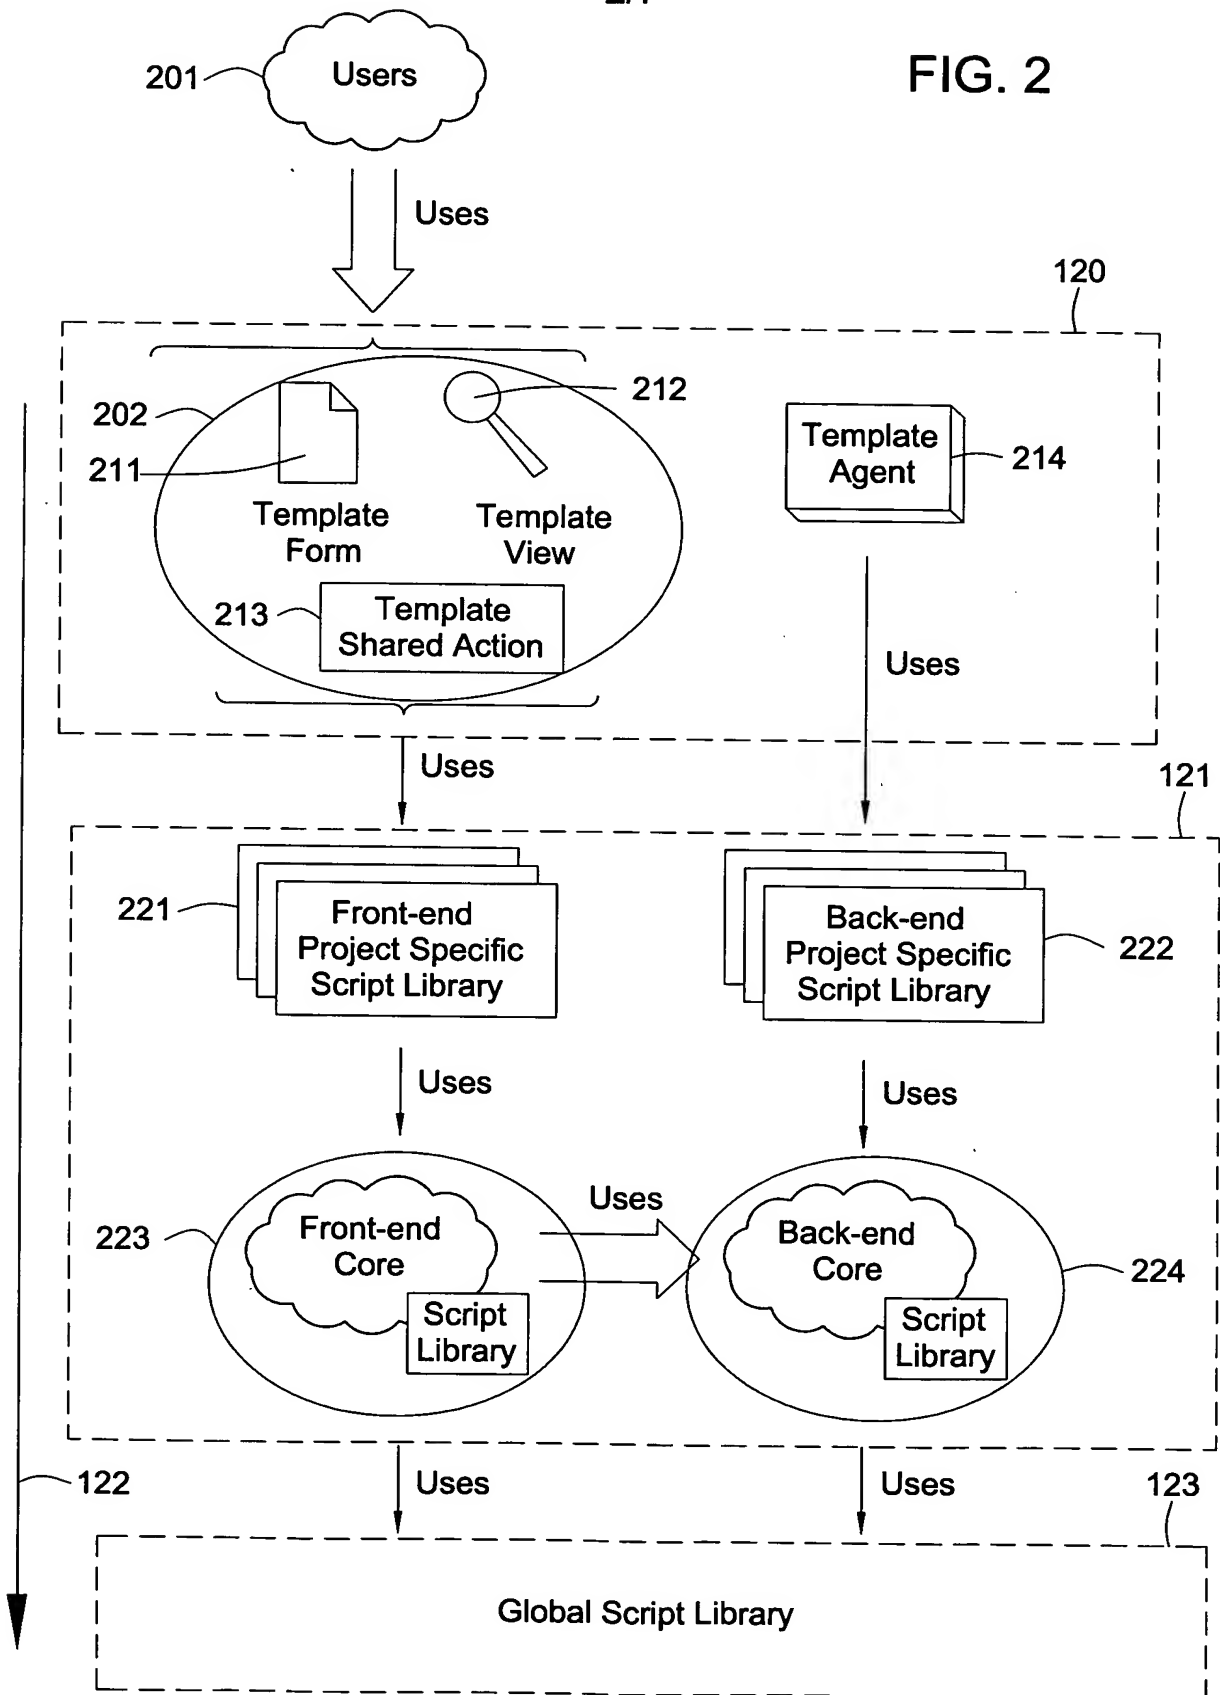 FIG. 2
201
Users
Uses
120
202
212
211
Template
Form
Template
View
Template
Agent
214
213
Template
Shared Action
Uses
Uses
121
221
Front-end
Project Specific
Script Library
Back-end
Project Specific
Script Library
222
Uses
Uses
223
Front-end
Core
Script
Library
Uses
Back-end
Core
Script
Library
224
122
Uses
Uses
123
Global Script Library